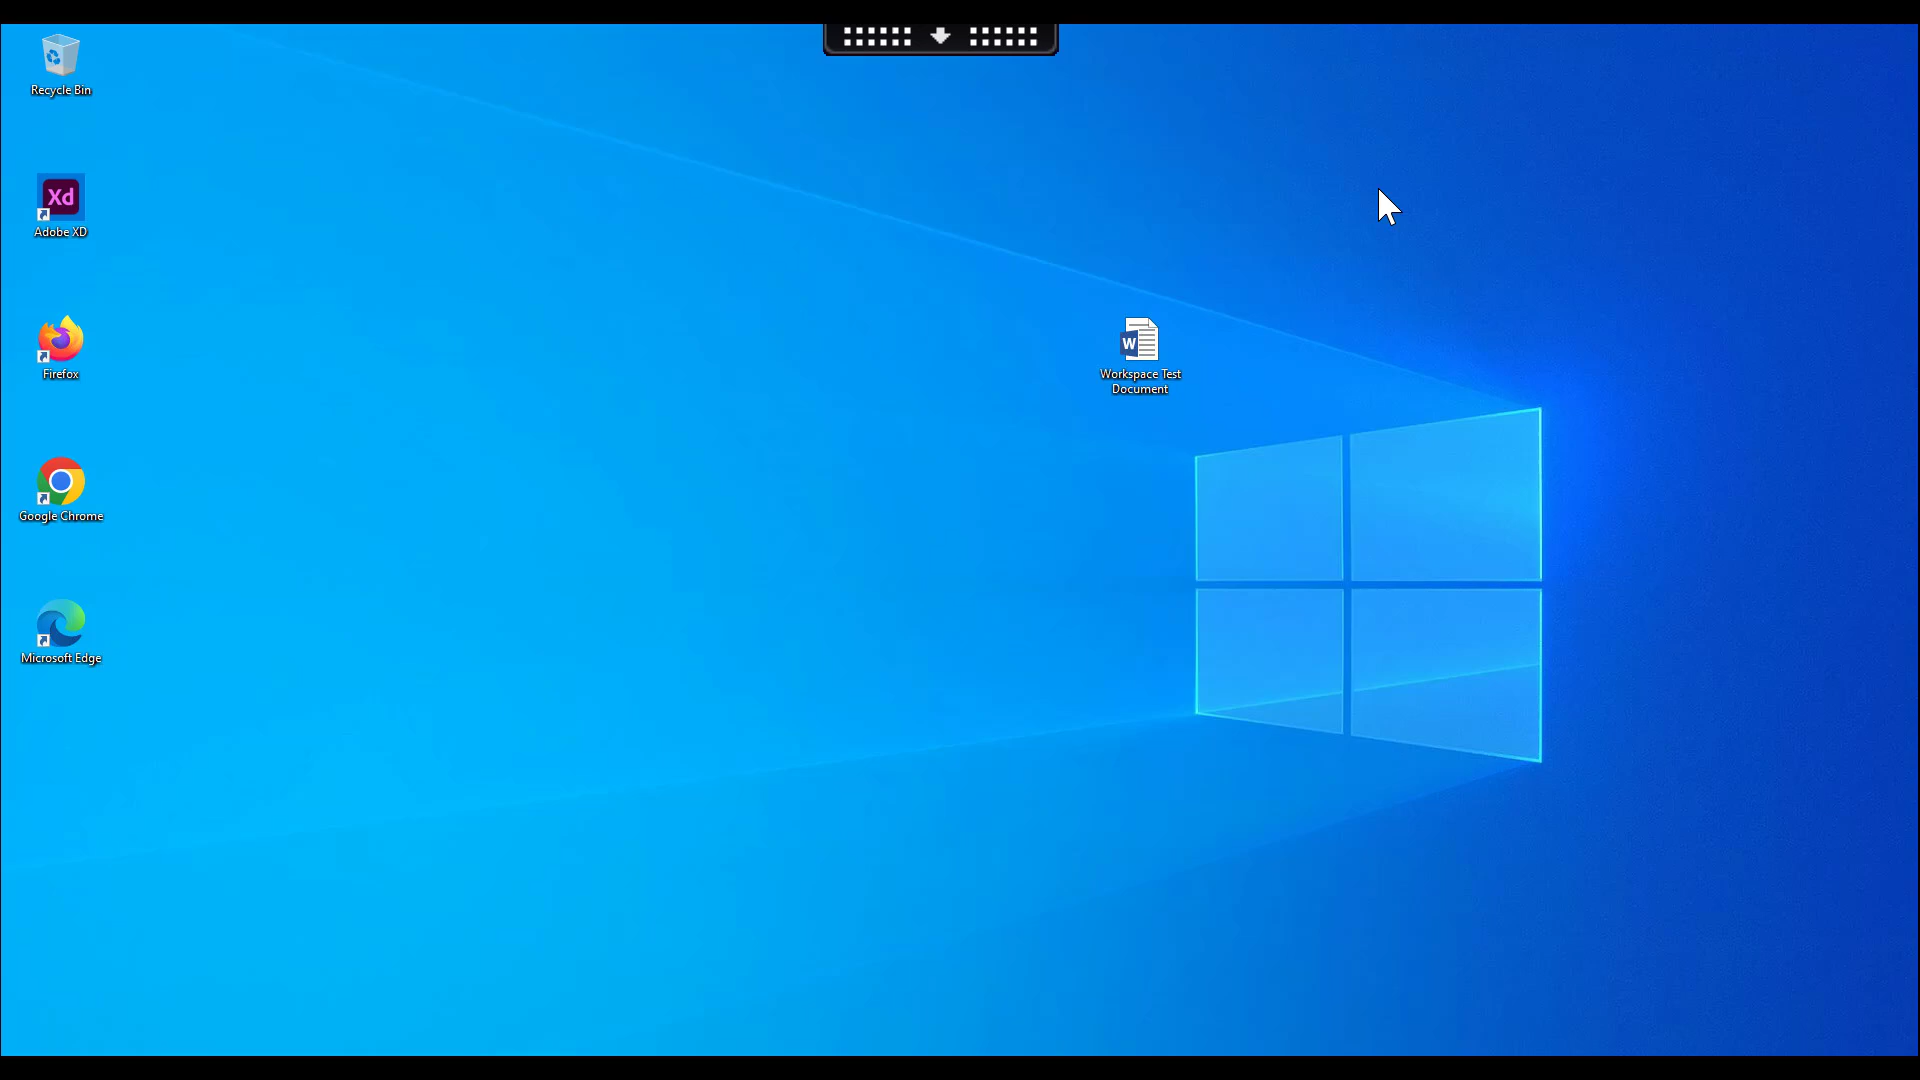 Recycle Bin
Xd
Adobe XD
Firefox
W
Workspace Test
Document
Google Chrome
Microsoft Edge